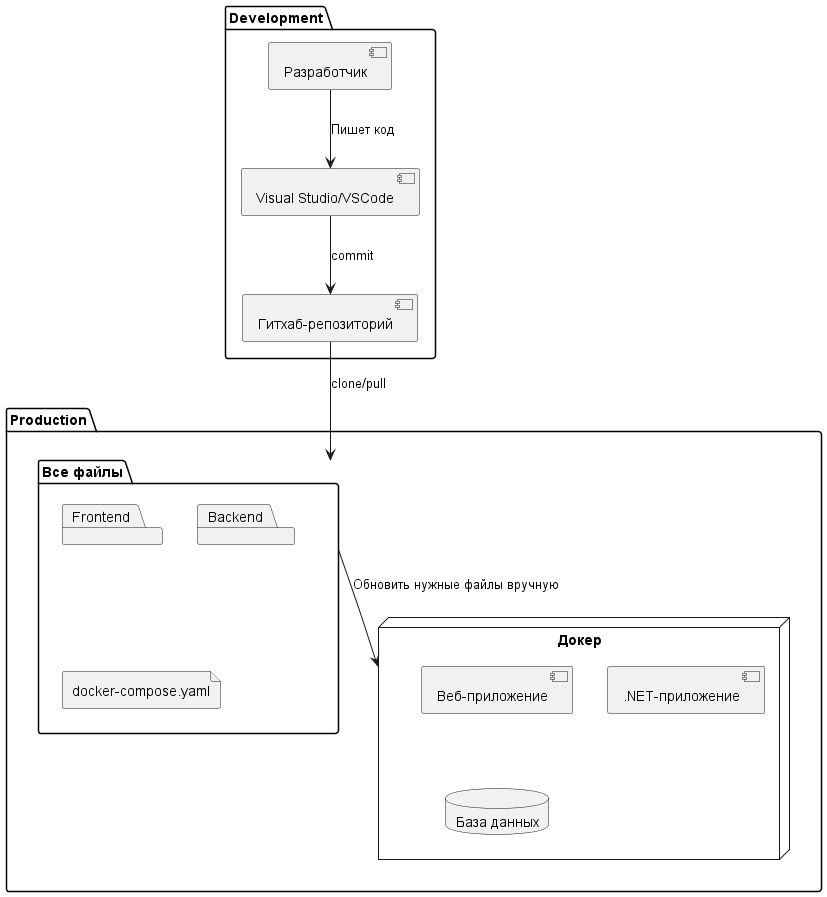 Development
Разработчик
Пишет код
Visual Studio/VSCode
commit
Гитхаб-репозиторий
clone/pull
Production
Все файлы
Frontend
Backend
docker-compose.yaml
Обновить нужные файлы вручную
Докер
Веб-приложение
.NET-приложение
База данных